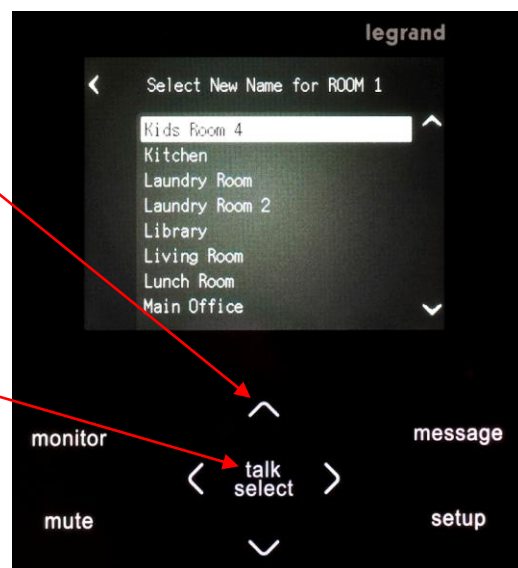 legrand
Select New Name for ROOM 1
Kids Room 4
Kitchen
Laundry Room
Laundry Room 2
Library
Living Room
Lunch Room
Main Office
monitor
message
talk
select
mute
setup